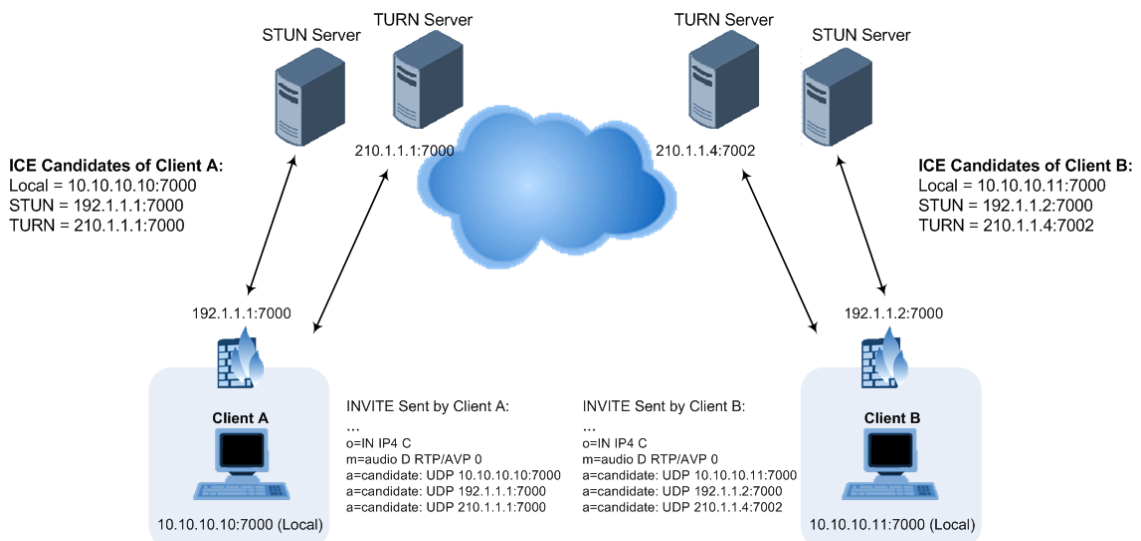 TURN Server
STUN Server
TURN Server
STUN Server
210.1.1.1:7000
210.1.1.4:7002
ICE Candidates of Client A:
Local = 10.10.10.10:7000
STUN = 192.1.1.1:7000
TURN = 210.1.1.1:7000
ICE Candidates of Client B:
Local = 10.10.10.11:7000
STUN = 192.1.1.2:7000
TURN = 210.1.1.4:7002
192.1.1.1:7000
192.1.1.2:7000
Client A
10.10.10.10:7000 (Local)
INVITE Sent by Client A:
...
o=IN IP4 C
m=audio D RTP/AVP 0
a=candidate: UDP 10.10.10.10:7000
a=candidate: UDP 192.1.1.1:7000
a=candidate: UDP 210.1.1.1:7000
INVITE Sent by Client B:
...
o=IN IP4 C
m=audio D RTP/AVP 0
a=candidate: UDP 10.10.10.11:7000
a=candidate: UDP 192.1.1.2:7000
a=candidate: UDP 210.1.1.4:7002
Client B
10.10.10.11:7000 (Local)